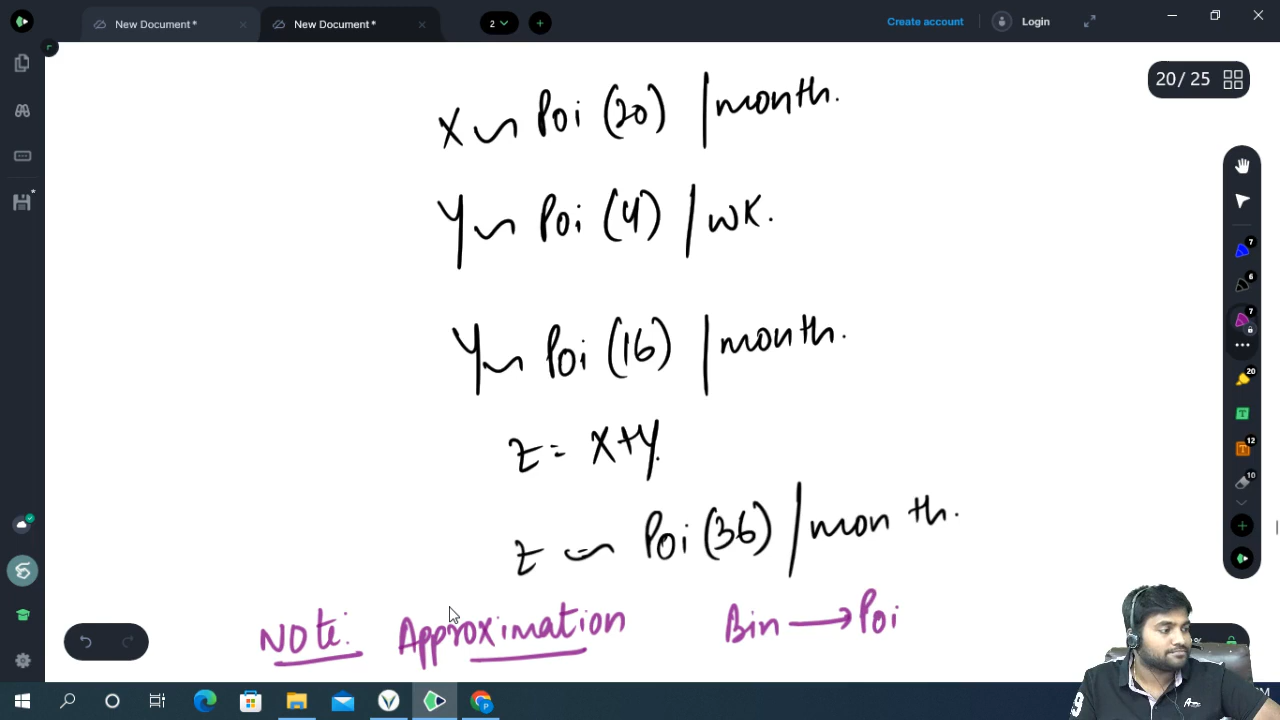 New Document* New Document* 2 Create account Login
20/25
X ~ Poi (20) | month.
Y ~ Poi (4) | wk.
Y ~ Poi (16) | month.
z = X+Y.
z ~ Poi (36) | month.
Note: Approximation Bin → Poi